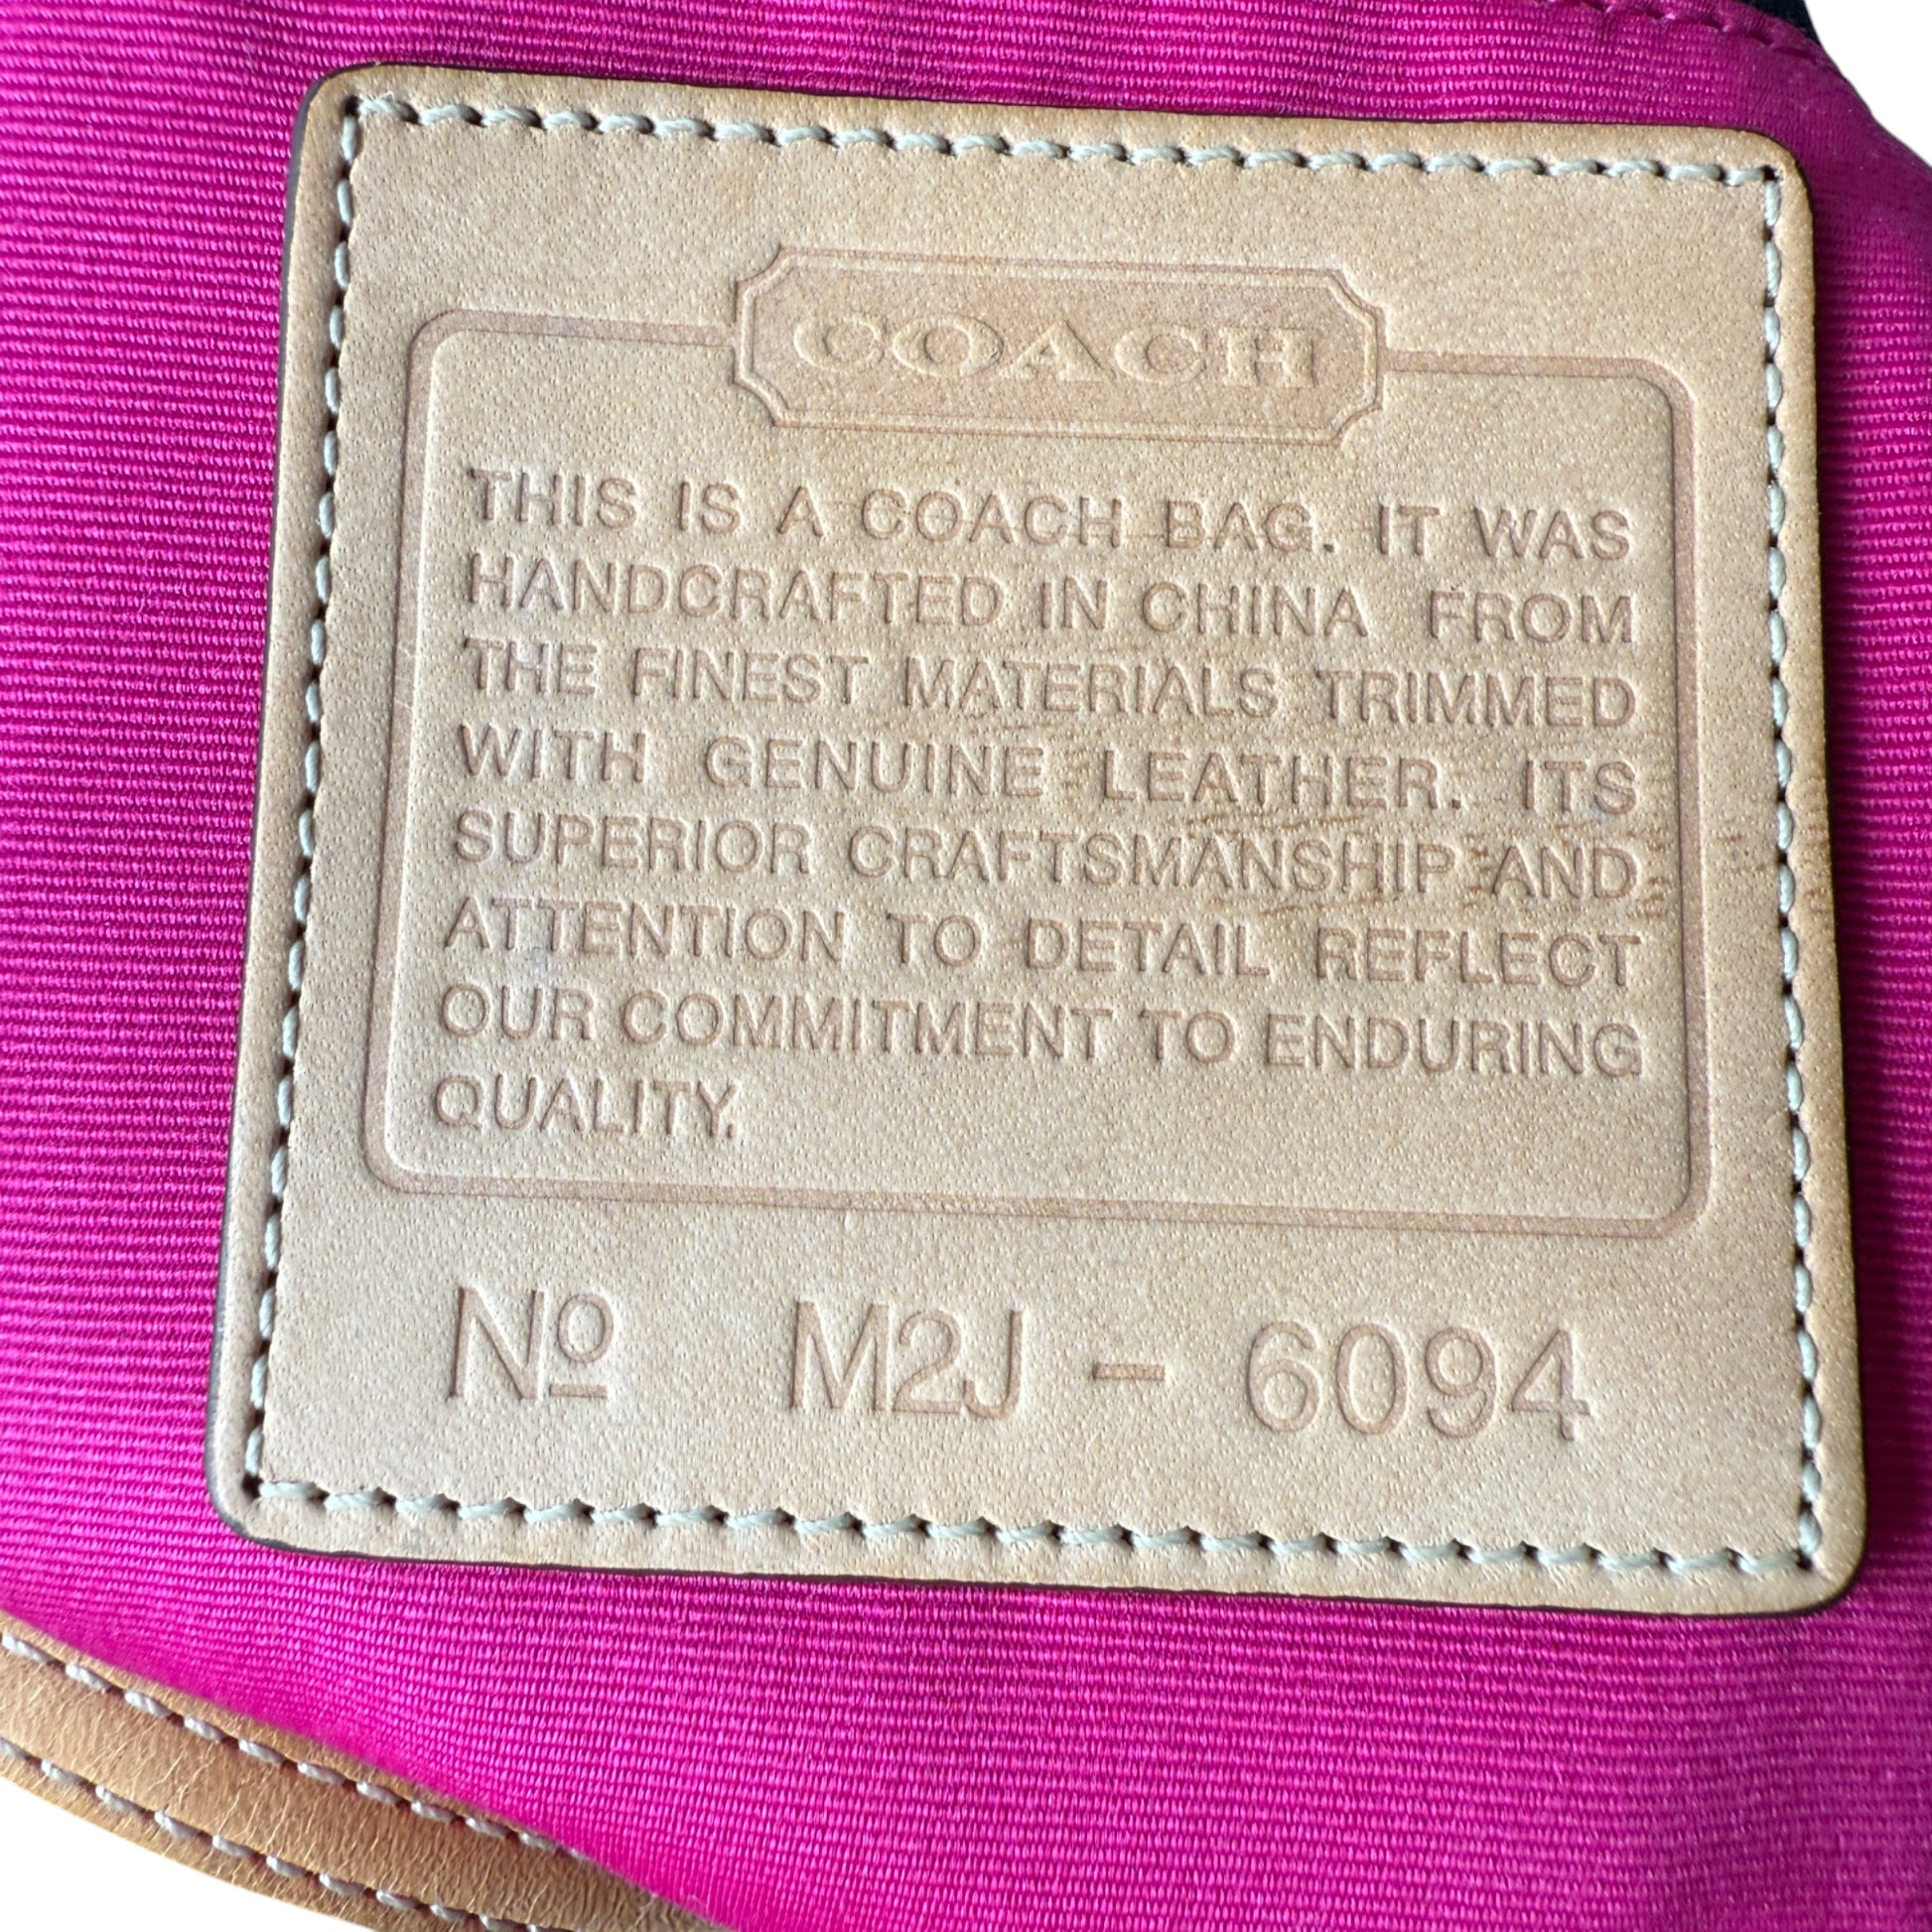 COACH
THIS IS A COACH BAG. IT WAS
HANDCRAFTED IN CHINA FROM
THE FINEST MATERIALS TRIMMED
WITH GENUINE LEATHER. ITS
SUPERIOR CRAFTSMANSHIP AND
ATTENTION TO DETAIL REFLECT
OUR COMMITMENT TO ENDURING
QUALITY.
Nº M2J - 6094